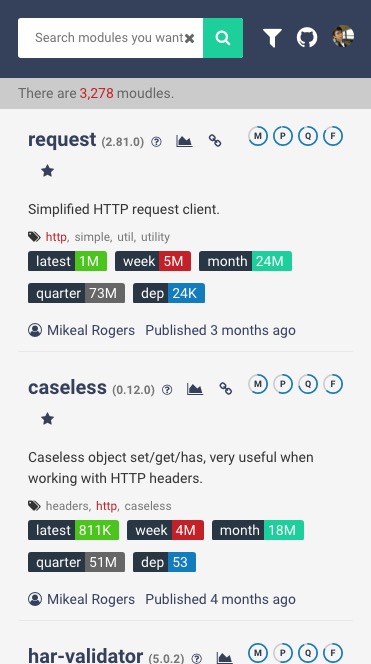 Search modules you want
There are 3,278 moudles.
request (2.81.0) M P Q F
Simplified HTTP request client.
http, simple, util, utility
latest 1M week 5M month 24M
quarter 73M dep 24K
Mikeal Rogers Published 3 months ago
caseless (0.12.0) M P Q F
Caseless object set/get/has, very useful when
working with HTTP headers.
headers, http, caseless
latest 811K week 4M month 18M
quarter 51M dep 53
Mikeal Rogers Published 4 months ago
har-validator (5.0.2) M P Q F